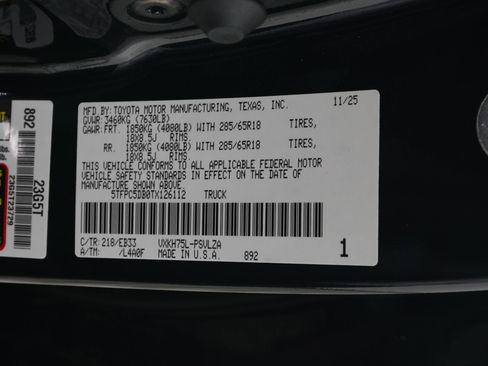 MFD.BY:TOYOTA MOTOR MANUFACTURING, TEXAS, INC. 11/25
GVWR: 3460KG (7630LB)
GAWR:FRT. 1850KG (4080LB) WITH 285/65R18 TIRES,
18X8.5J RIMS,
RR. 1850KG (4080LB) WITH 285/65R18 TIRES,
18X8.5J RIMS.
THIS VEHICLE CONFORMS TO ALL APPLICABLE FEDERAL MOTOR
VEHICLE SAFETY STANDARDS IN EFFECT ON THE DATE OF
MANUFACTURE SHOWN ABOVE.
5TFPC5DB0TX126112 TRUCK
C/TR:218/EB33 VXKH75L-PSVLZA
A/TM: /L4A0F MADE IN U.S.A. 892 1
892
23G5T